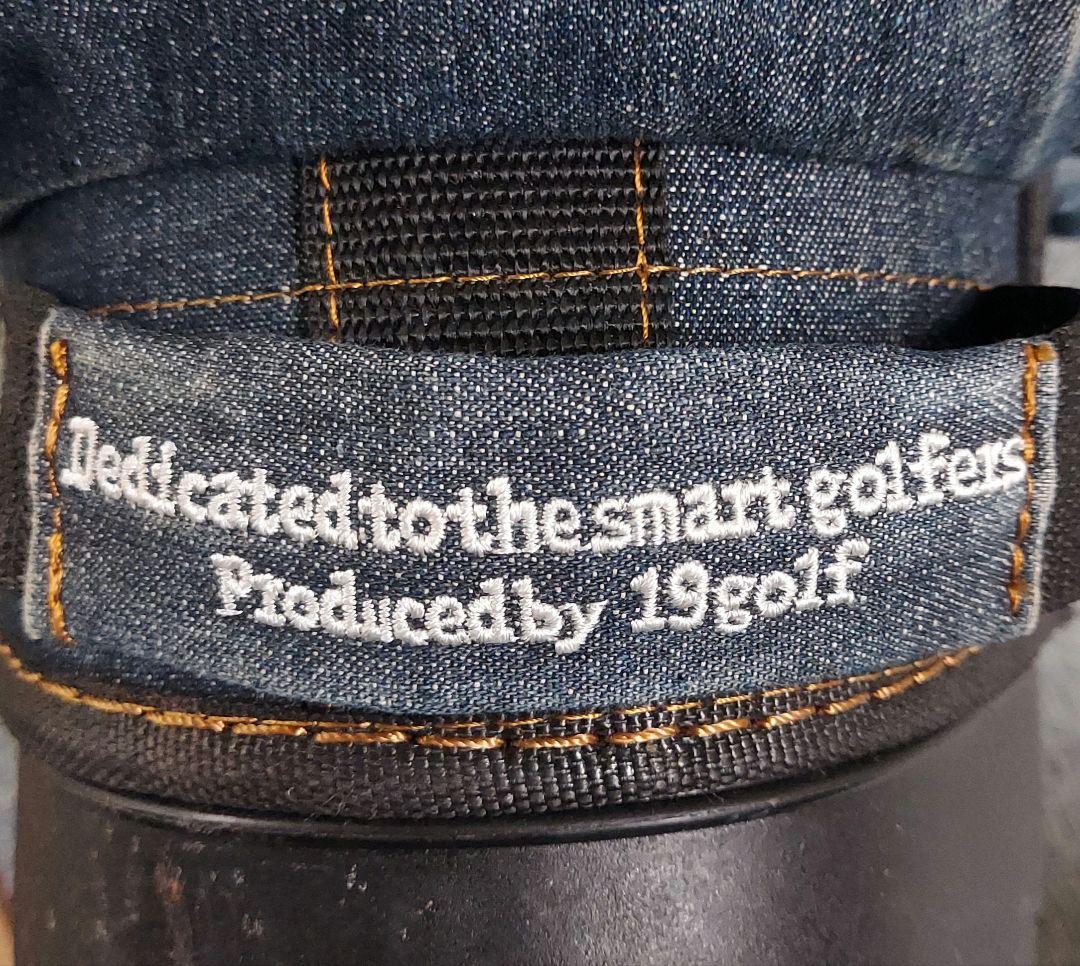 Dedicated to the smart golfers
Produced by 19golf